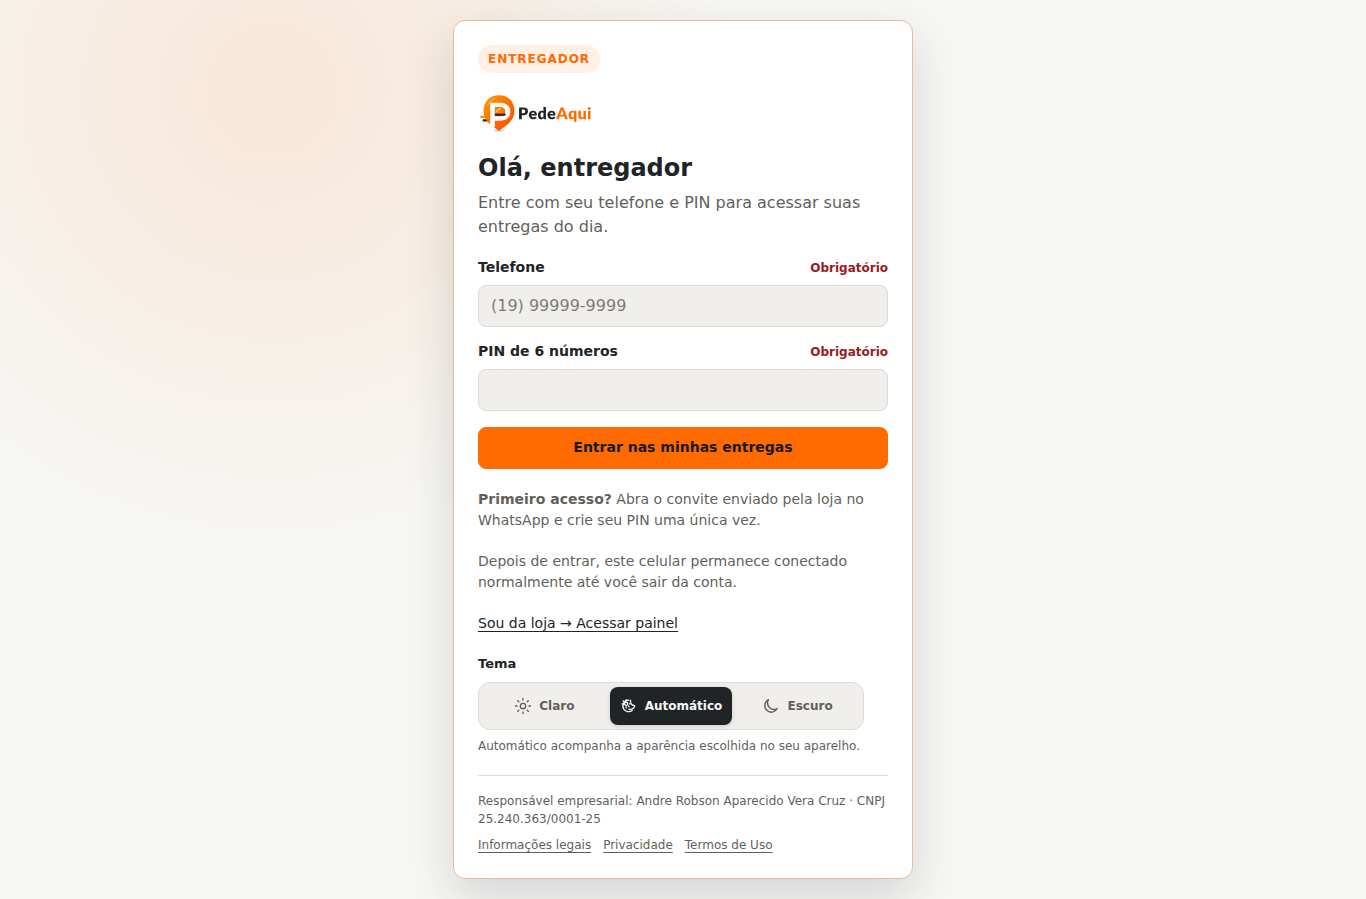 ENTREGADOR
PedeAqui
Olá, entregador
Entre com seu telefone e PIN para acessar suas
entregas do dia.
Telefone Obrigatório
(19) 99999-9999
PIN de 6 números Obrigatório
Entrar nas minhas entregas
Primeiro acesso? Abra o convite enviado pela loja no
WhatsApp e crie seu PIN uma única vez.
Depois de entrar, este celular permanece conectado
normalmente até você sair da conta.
Sou da loja → Acessar painel
Tema
Claro Automático Escuro
Automático acompanha a aparência escolhida no seu aparelho.
Responsável empresarial: Andre Robson Aparecido Vera Cruz · CNPJ
25.240.363/0001-25
Informações legais Privacidade Termos de Uso